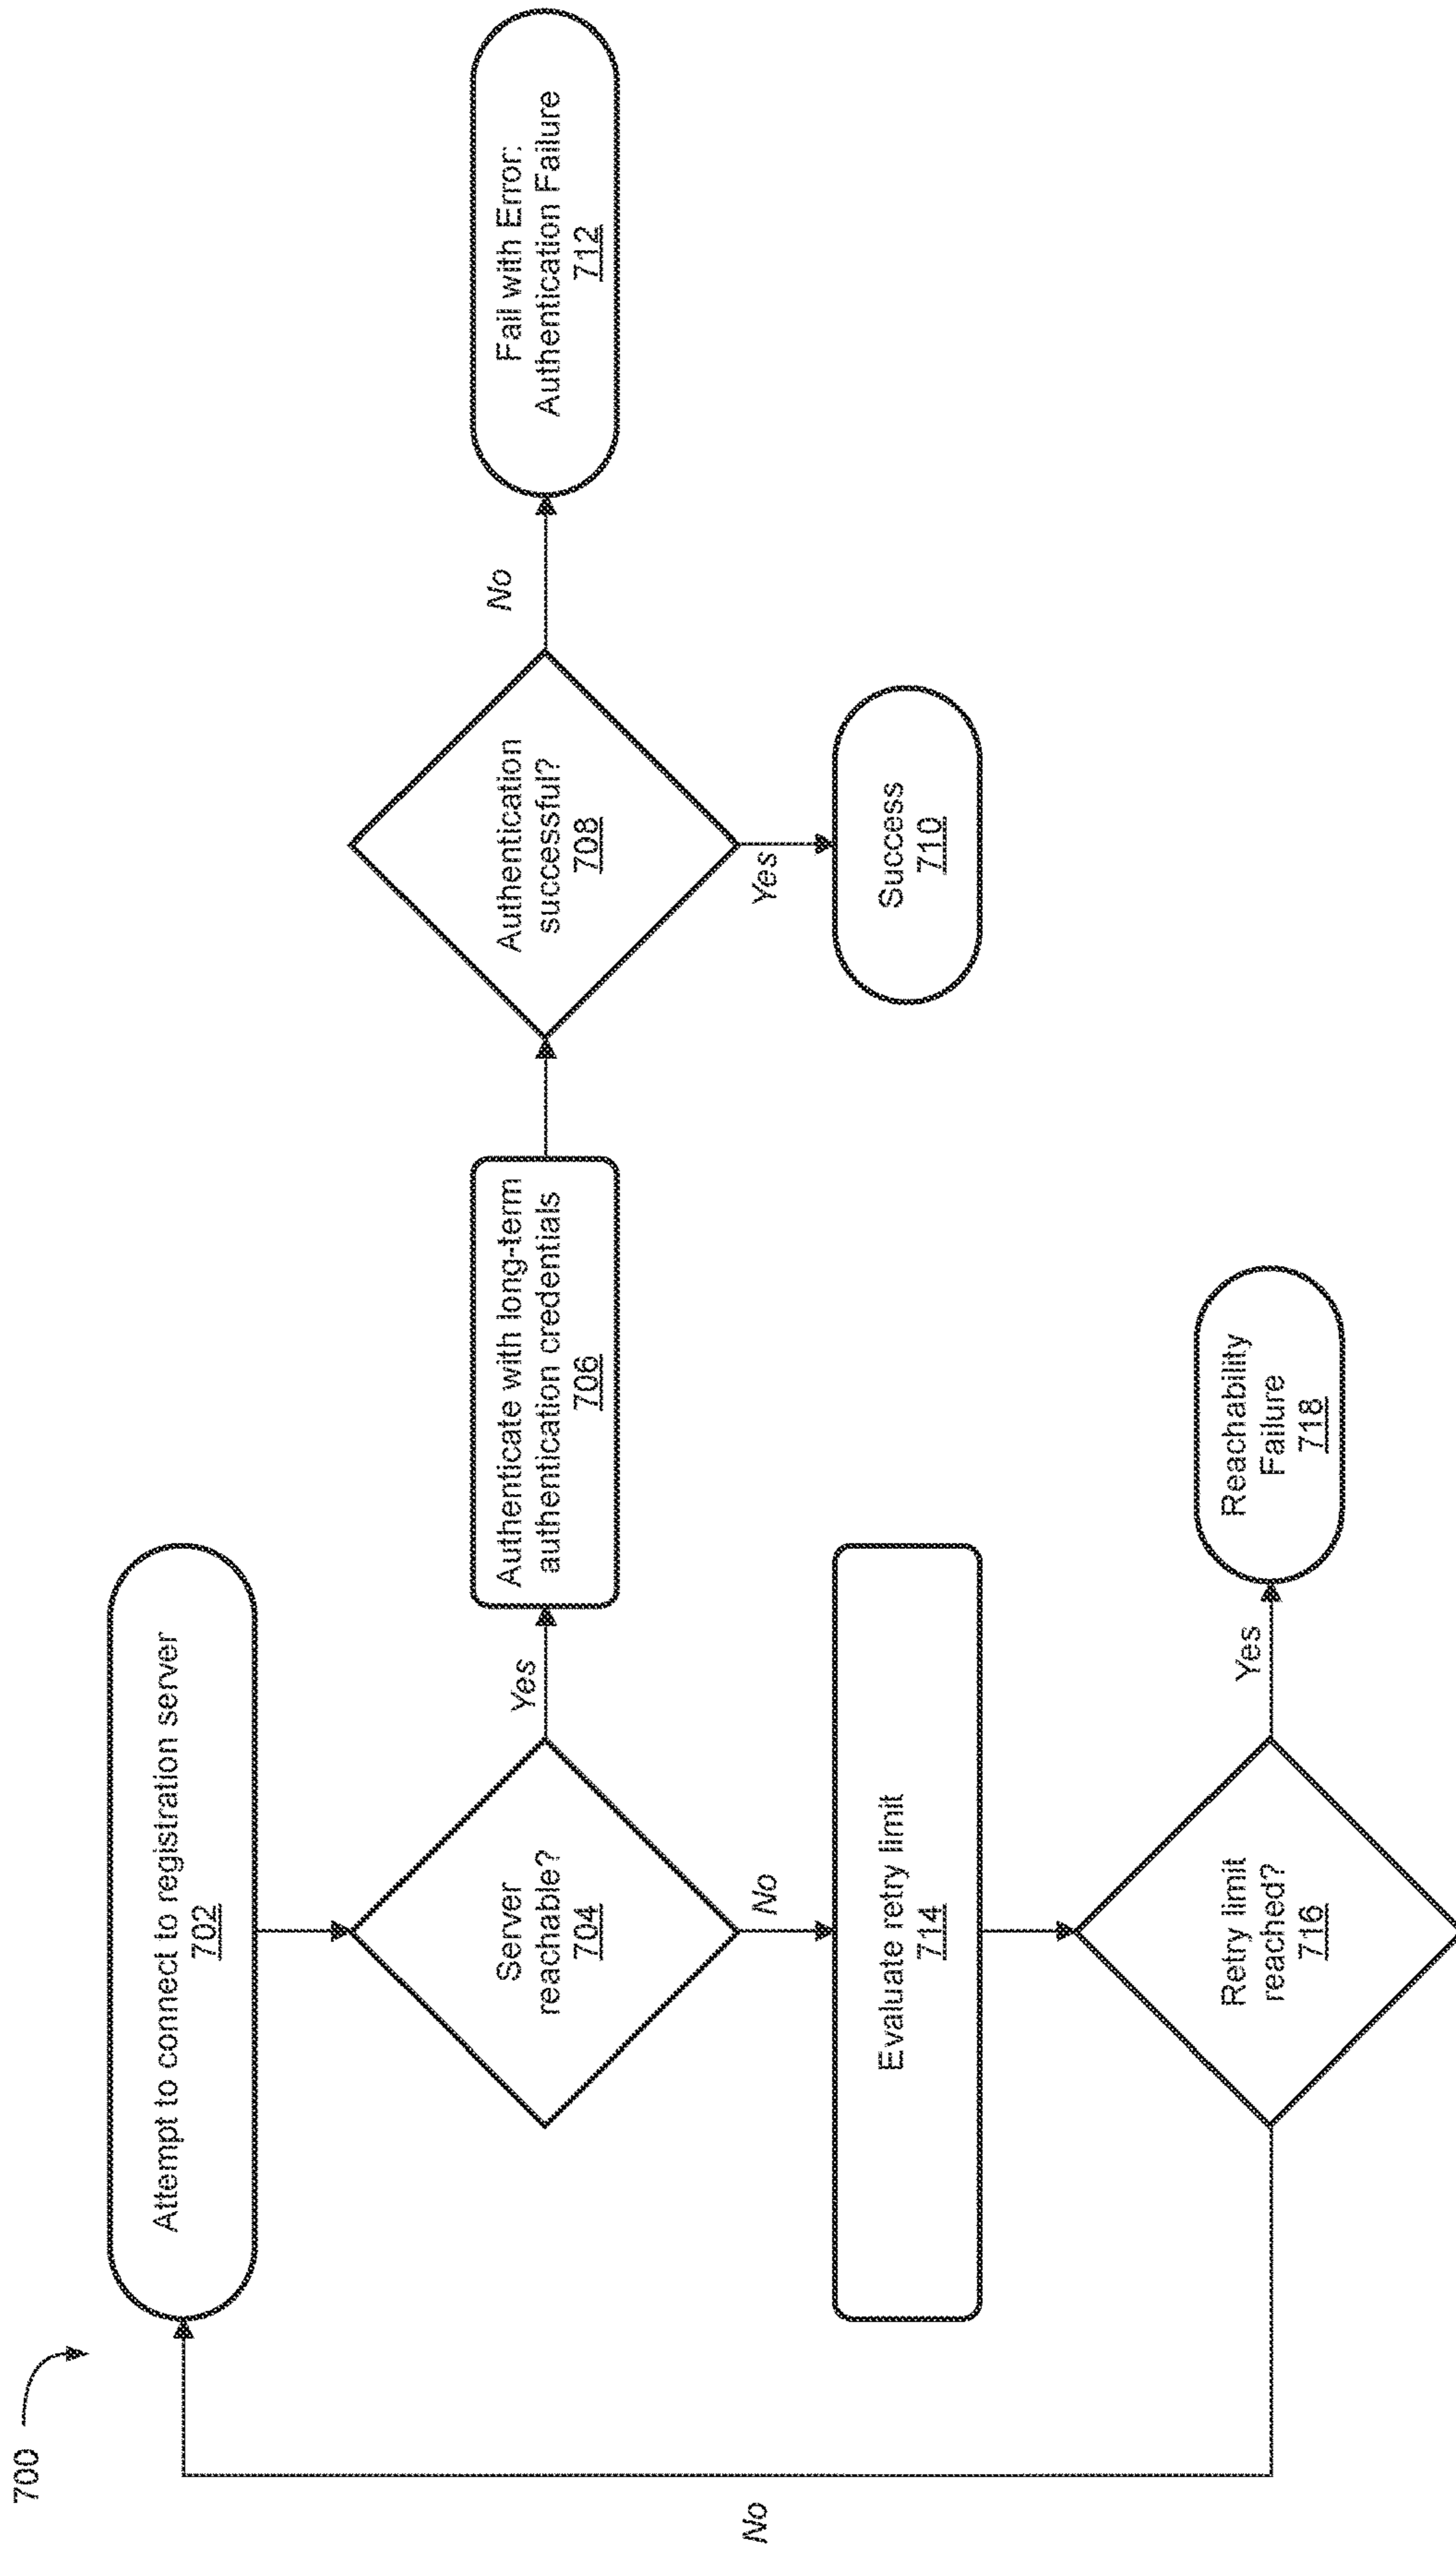 700
Attempt to connect to registration server
702
Server
reachable?
704
Yes
Authenticate with long-term
authentication credentials
706
Authentication
successful?
708
No
Fail with Error:
Authentication Failure
712
Yes
Success
710
No
Evaluate retry limit
714
Retry limit
reached?
716
Yes
Reachability
Failure
718
No